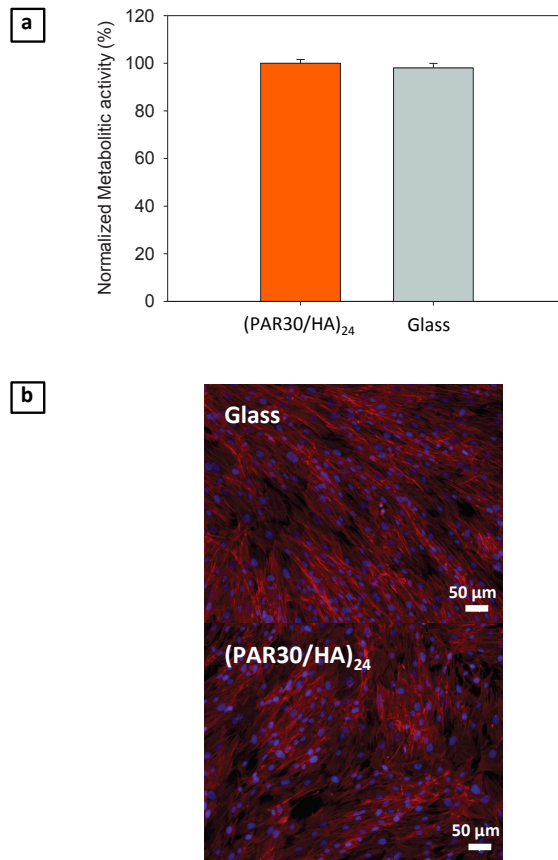 a
Normalized Metabolitic activity (%)
120
100
80
60
40
20
0
(PAR30/HA)24
Glass
b
Glass
50 µm
(PAR30/HA)24
50 µm